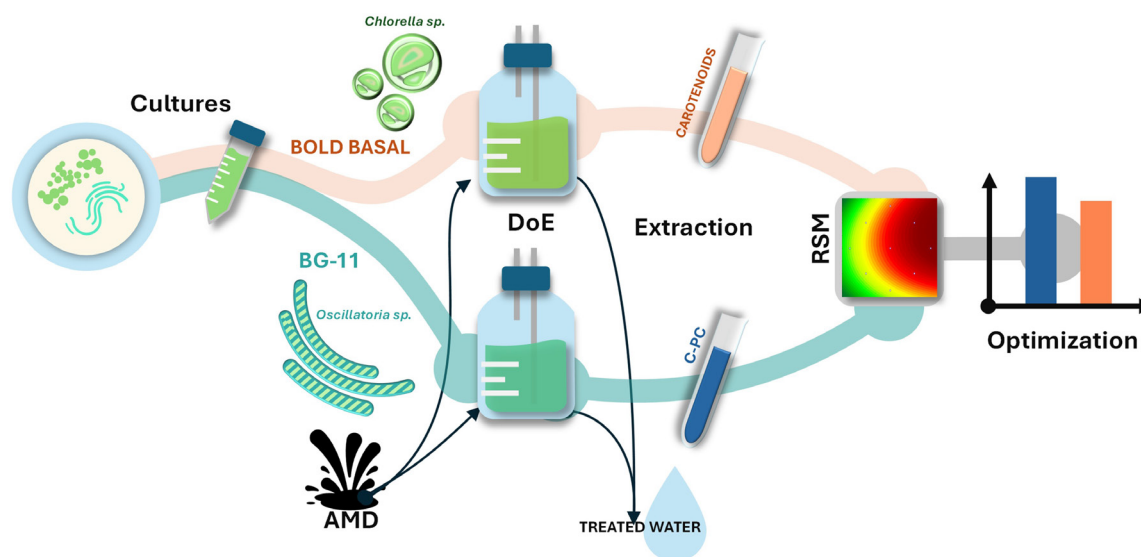 Chlorella sp.
Cultures
BOLD BASAL
CAROTENOIDS
DoE
Extraction
RSM
BG-11
Oscillatoria sp.
C-PC
Optimization
AMD
TREATED WATER